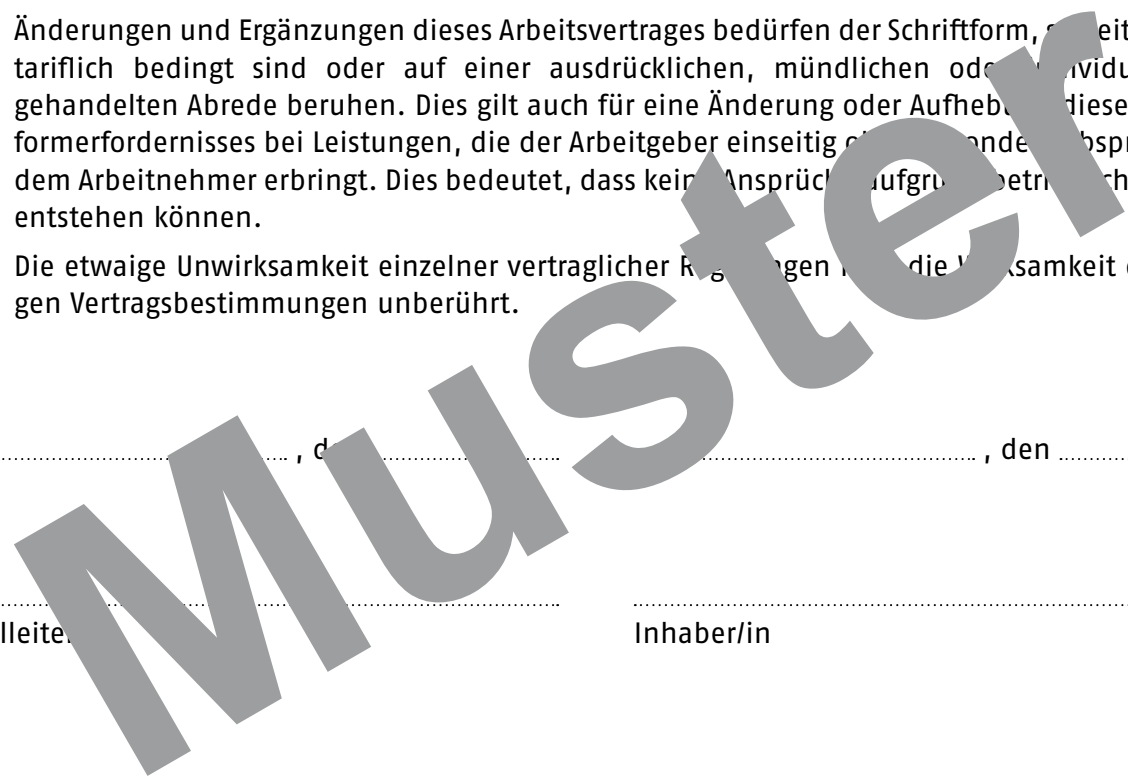 Änderungen und Ergänzungen dieses Arbeitsvertrages bedürfen der Schriftform,
tariflich bedingt sind oder auf einer ausdrücklichen, mündlichen
gehandelten Abrede beruhen. Dies gilt auch für eine Änderung oder
formerfordernisses bei Leistungen, die der Arbeitgeber einseitig
dem Arbeitnehmer erbringt. Dies bedeutet, dass
entstehen können.
Die etwaige Unwirksamkeit einzelner vertraglicher die
gen Vertragsbestimmungen unberührt.
, den
Inhaber/in
Muster